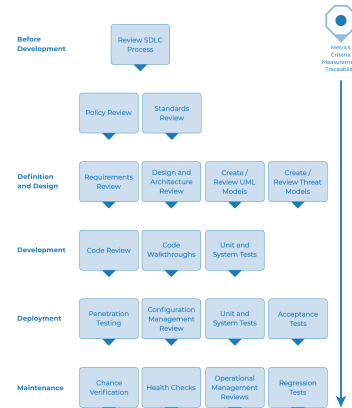 Before
Development
Review SDLC
Process
Metrics
Criteria
Measureme
Traceabili
Policy Review
Standards
Review
Definition
and Design
Requirements
Review
Design and
Architecture
Review
Create /
Review UML
Models
Create /
Review Threat
Models
Development
Code Review
Code
Walkthroughs
Unit and
System Tests
Deployment
Penetration
Testing
Configuration
Management
Review
Unit and
System Tests
Acceptance
Tests
Maintenance
Chance
Verification
Health Checks
Operational
Management
Reviews
Regression
Tests